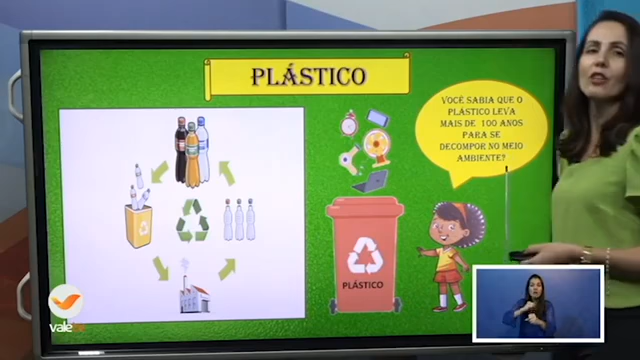 PLÁSTICO
VOCÊ SABIA QUE O
PLÁSTICO LEVA
MAIS DE 100 ANOS
PARA SE
DECOMPOR NO MEIO
AMBIENTE?
PLÁSTICO
vale